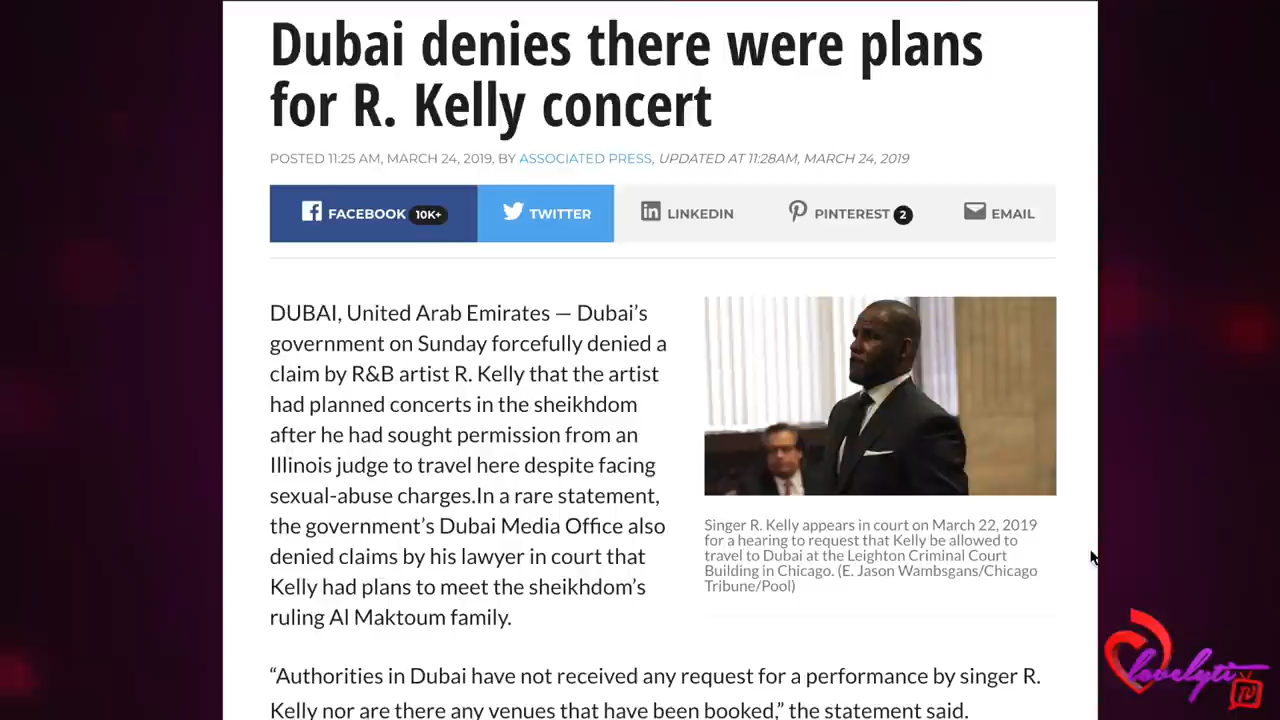 Dubai denies there were plans
for R. Kelly concert
POSTED 11:25 AM, MARCH 24, 2019, BY ASSOCIATED PRESS, UPDATED AT 11:28AM, MARCH 24, 2019
FACEBOOK 10K+ TWITTER LINKEDIN PINTEREST 2 EMAIL
DUBAI, United Arab Emirates — Dubai's
government on Sunday forcefully denied a
claim by R&B artist R. Kelly that the artist
had planned concerts in the sheikhdom
after he had sought permission from an
Illinois judge to travel here despite facing
sexual-abuse charges.In a rare statement,
the government's Dubai Media Office also
denied claims by his lawyer in court that
Kelly had plans to meet the sheikhdom's
ruling Al Maktoum family.
Singer R. Kelly appears in court on March 22, 2019
for a hearing to request that Kelly be allowed to
travel to Dubai at the Leighton Criminal Court
Building in Chicago. (E. Jason Wambsgans/Chicago
Tribune/Pool)
“Authorities in Dubai have not received any request for a performance by singer R.
Kelly nor are there any venues that have been booked,” the statement said.
lovelyti
TV